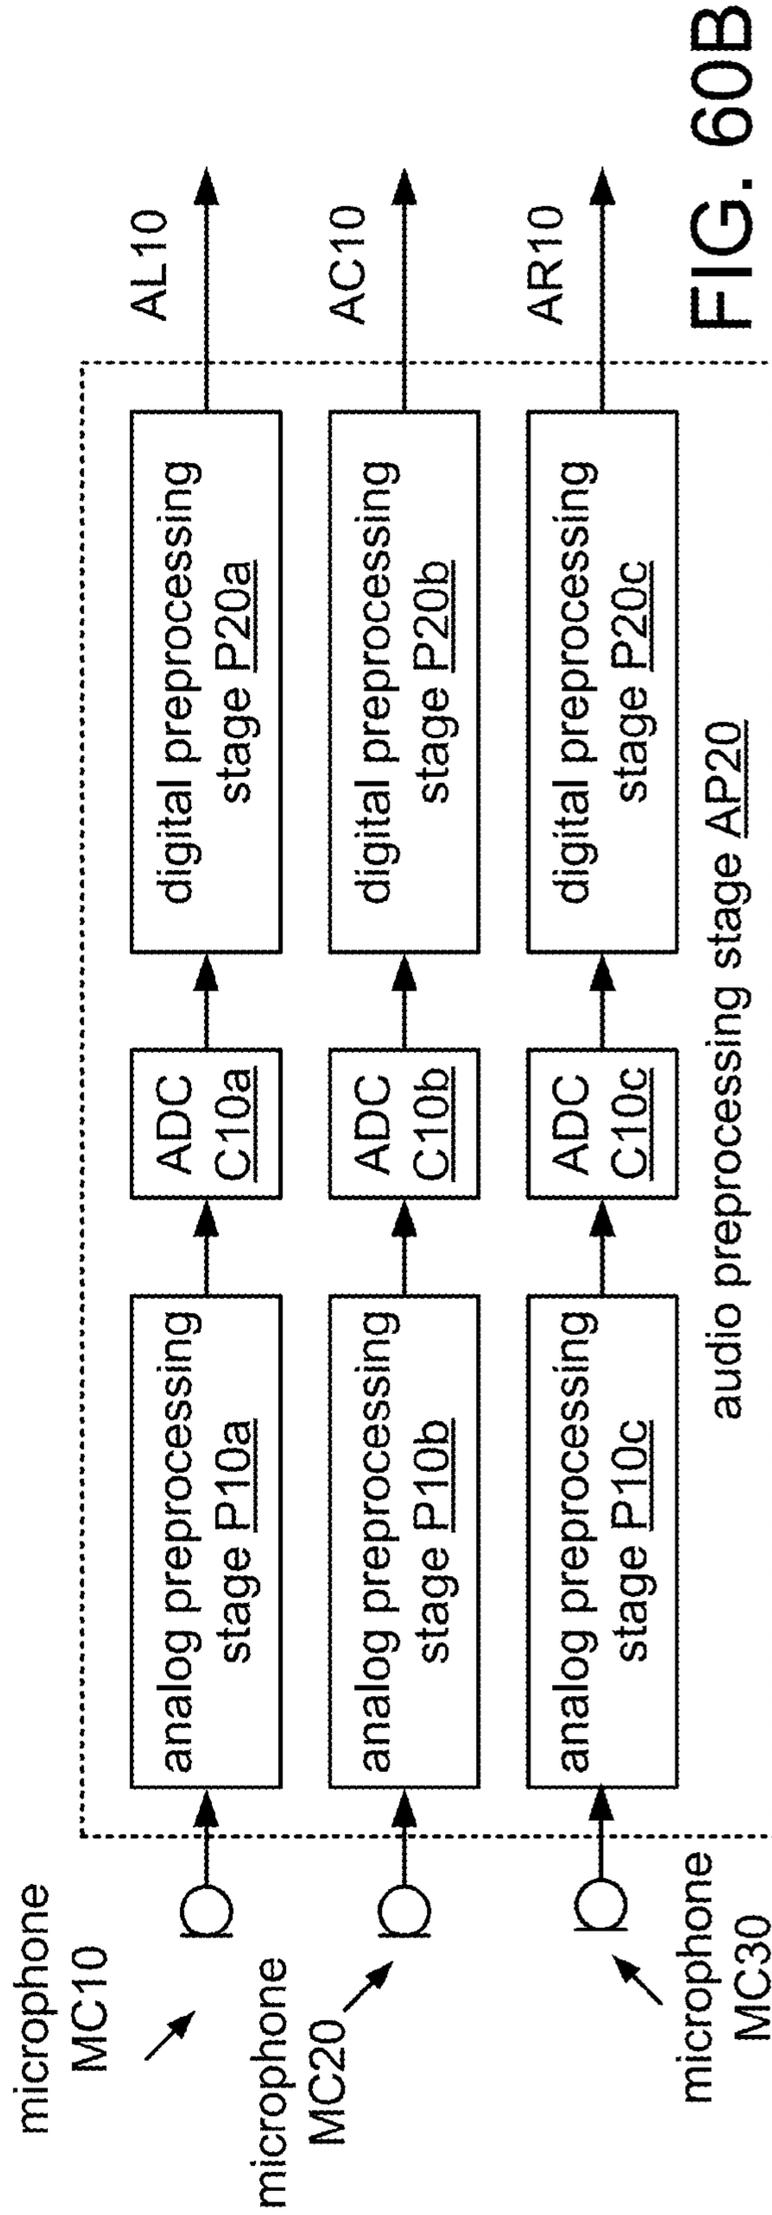 microphone
MC10
analog preprocessing
stage P10a
ADC
C10a
digital preprocessing
stage P20a
AL10
microphone
MC20
analog preprocessing
stage P10b
ADC
C10b
digital preprocessing
stage P20b
AC10
microphone
MC30
analog preprocessing
stage P10c
ADC
C10c
digital preprocessing
stage P20c
AR10
audio preprocessing stage AP20
FIG. 60B